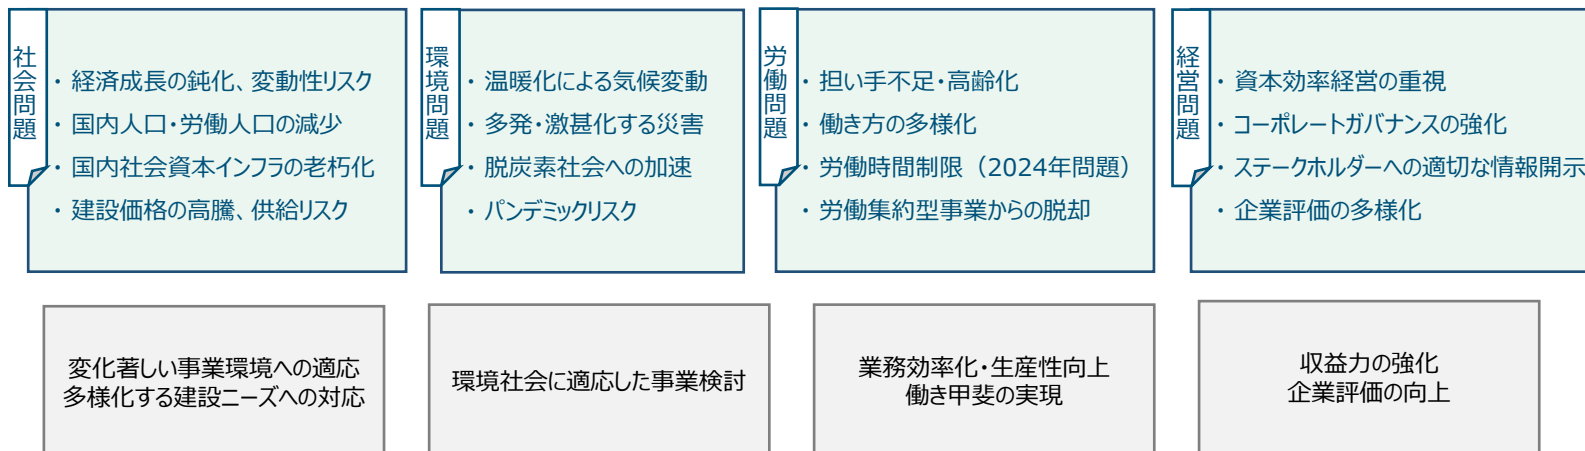 社会問題
・ 経済成長の鈍化、変動性リスク
・ 国内人口・労働人口の減少
・ 国内社会資本インフラの老朽化
・ 建設価格の高騰、供給リスク
環境問題
・ 温暖化による気候変動
・ 多発・激甚化する災害
・ 脱炭素社会への加速
・ パンデミックリスク
労働問題
・ 担い手不足・高齢化
・ 働き方の多様化
・ 労働時間制限（2024年問題）
・ 労働集約型事業からの脱却
経営問題
・ 資本効率経営の重視
・ コーポレートガバナンスの強化
・ ステークホルダーへの適切な情報開示
・ 企業評価の多様化
変化著しい事業環境への適応
多様化する建設ニーズへの対応
環境社会に適応した事業検討
業務効率化・生産性向上
働き甲斐の実現
収益力の強化
企業評価の向上